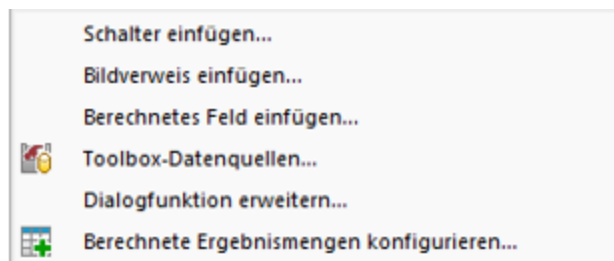 Schalter einfügen...
Bildverweis einfügen...
Berechnetes Feld einfügen...
Toolbox-Datenquellen...
Dialogfunktion erweitern...
Berechnete Ergebnismengen konfigurieren...